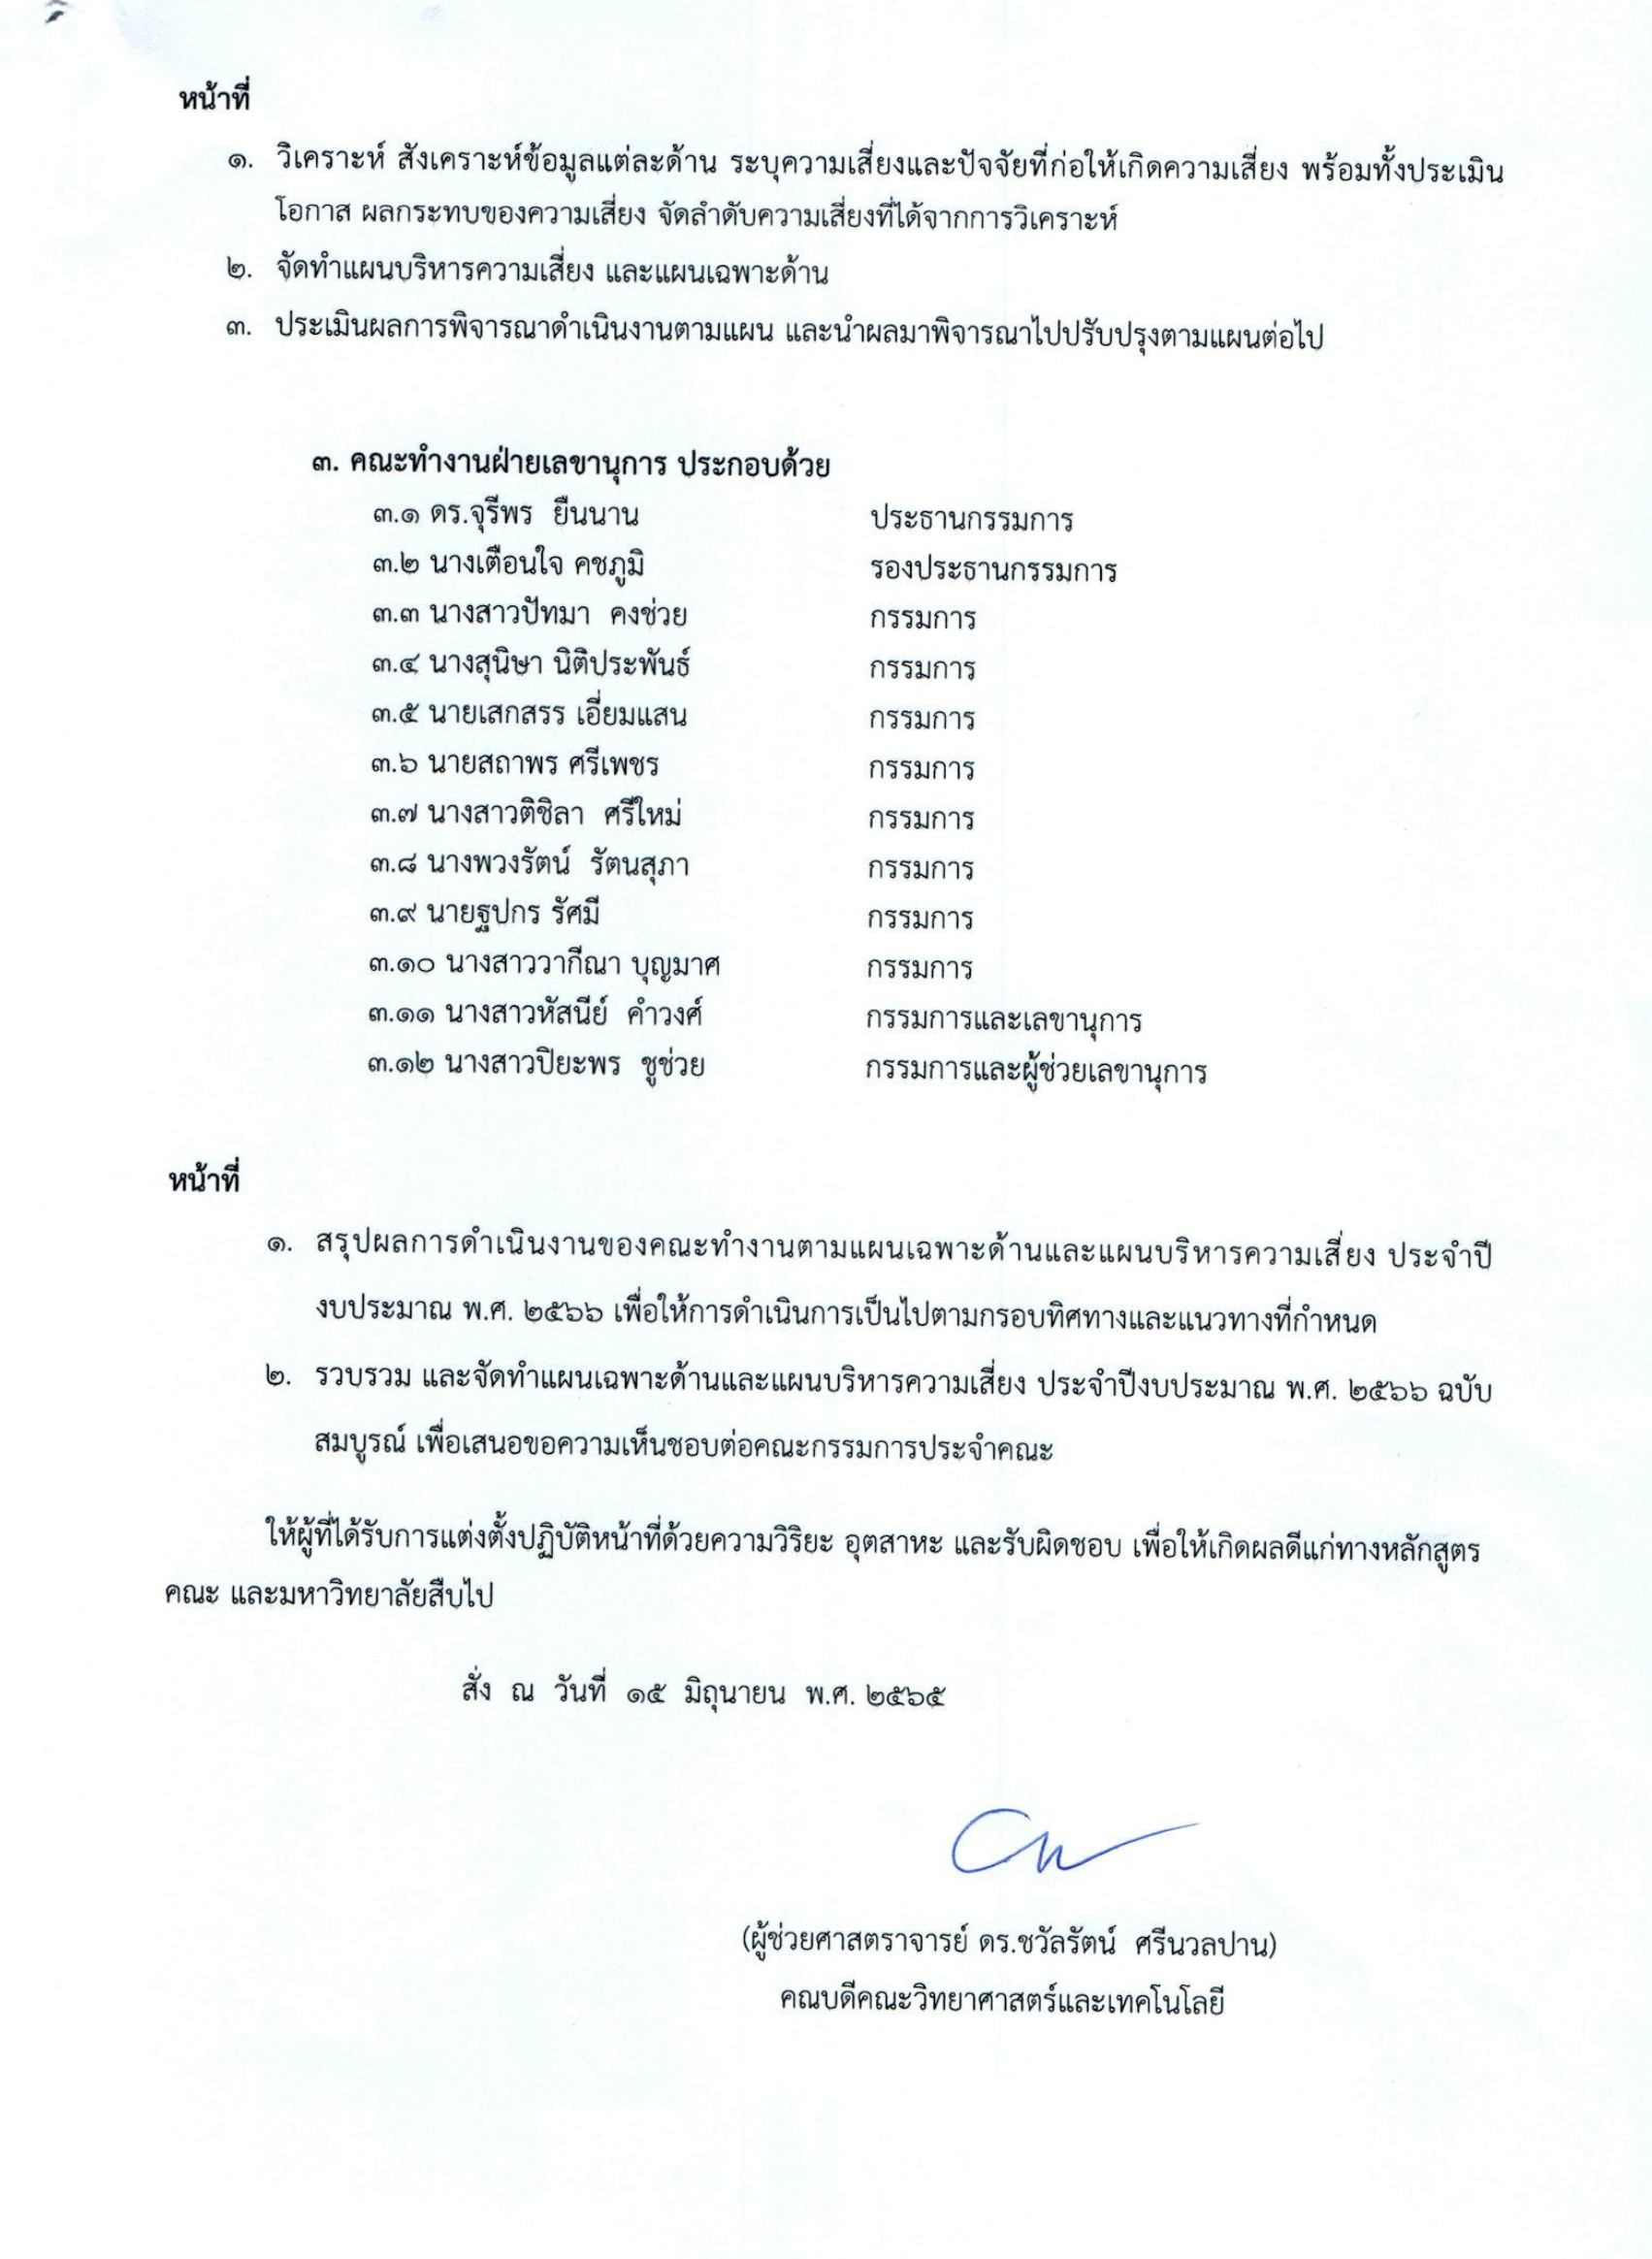 หน้าที่
๑. วิเคราะห์ สังเคราะห์ข้อมูลแต่ละด้าน ระบุความเสี่ยงและปัจจัยที่ก่อให้เกิดความเสี่ยง พร้อมทั้งประเมิน
โอกาส ผลกระทบของความเสี่ยง จัดลำดับความเสี่ยงที่ได้จากการวิเคราะห์
๒. จัดทำแผนบริหารความเสี่ยง และแผนเฉพาะด้าน
๓. ประเมินผลการพิจารณาดำเนินงานตามแผน และนำผลมาพิจารณาไปปรับปรุงตามแผนต่อไป
๓. คณะทำงานฝ่ายเลขานุการ ประกอบด้วย
๓.๑ ดร.จุรีพร ยืนนาน ประธานกรรมการ
๓.๒ นางเตือนใจ คชภูมิ รองประธานกรรมการ
๓.๓ นางสาวปัทมา คงช่วย กรรมการ
๓.๔ นางสุนิษา นิติประพันธ์ กรรมการ
๓.๕ นายเสกสรร เอี่ยมแสน กรรมการ
๓.๖ นายสถาพร ศรีเพชร กรรมการ
๓.๗ นางสาวติชิลา ศรีใหม่ กรรมการ
๓.๘ นางพวงรัตน์ รัตนสุภา กรรมการ
๓.๙ นายฐปกร รัศมี กรรมการ
๓.๑๐ นางสาววากีณา บุญมาศ กรรมการ
๓.๑๑ นางสาวหัสนีย์ คำวงศ์ กรรมการและเลขานุการ
๓.๑๒ นางสาวปิยะพร ชูช่วย กรรมการและผู้ช่วยเลขานุการ
หน้าที่
๑. สรุปผลการดำเนินงานของคณะทำงานตามแผนเฉพาะด้านและแผนบริหารความเสี่ยง ประจำปี
งบประมาณ พ.ศ. ๒๕๖๖ เพื่อให้การดำเนินการเป็นไปตามกรอบทิศทางและแนวทางที่กำหนด
๒. รวบรวม และจัดทำแผนเฉพาะด้านและแผนบริหารความเสี่ยง ประจำปีงบประมาณ พ.ศ. ๒๕๖๖ ฉบับ
สมบูรณ์ เพื่อเสนอขอความเห็นชอบต่อคณะกรรมการประจำคณะ
ให้ผู้ที่ได้รับการแต่งตั้งปฏิบัติหน้าที่ด้วยความวิริยะ อุตสาหะ และรับผิดชอบ เพื่อให้เกิดผลดีแก่ทางหลักสูตร
คณะ และมหาวิทยาลัยสืบไป
สั่ง ณ วันที่ ๑๕ มิถุนายน พ.ศ. ๒๕๖๕
(ผู้ช่วยศาสตราจารย์ ดร.ชวัลรัตน์ ศรีนวลปาน)
คณบดีคณะวิทยาศาสตร์และเทคโนโลยี